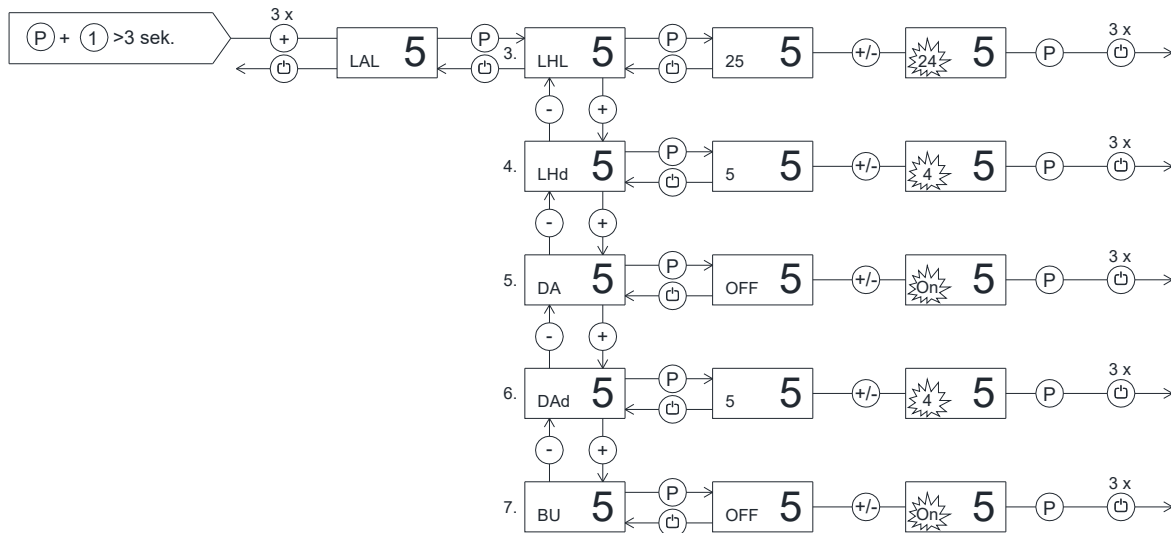 3 x
P + 1 >3 sek. + LAL 5 P 3. LHL 5 P 25 5 +/- 24 5 P 3 x
- +
4. LHd 5 P 5 5 +/- 4 5 P 3 x
- +
5. DA 5 P OFF 5 +/- On 5 P 3 x
- +
6. DAd 5 P 5 5 +/- 4 5 P 3 x
- +
7. BU 5 P OFF 5 +/- On 5 P 3 x